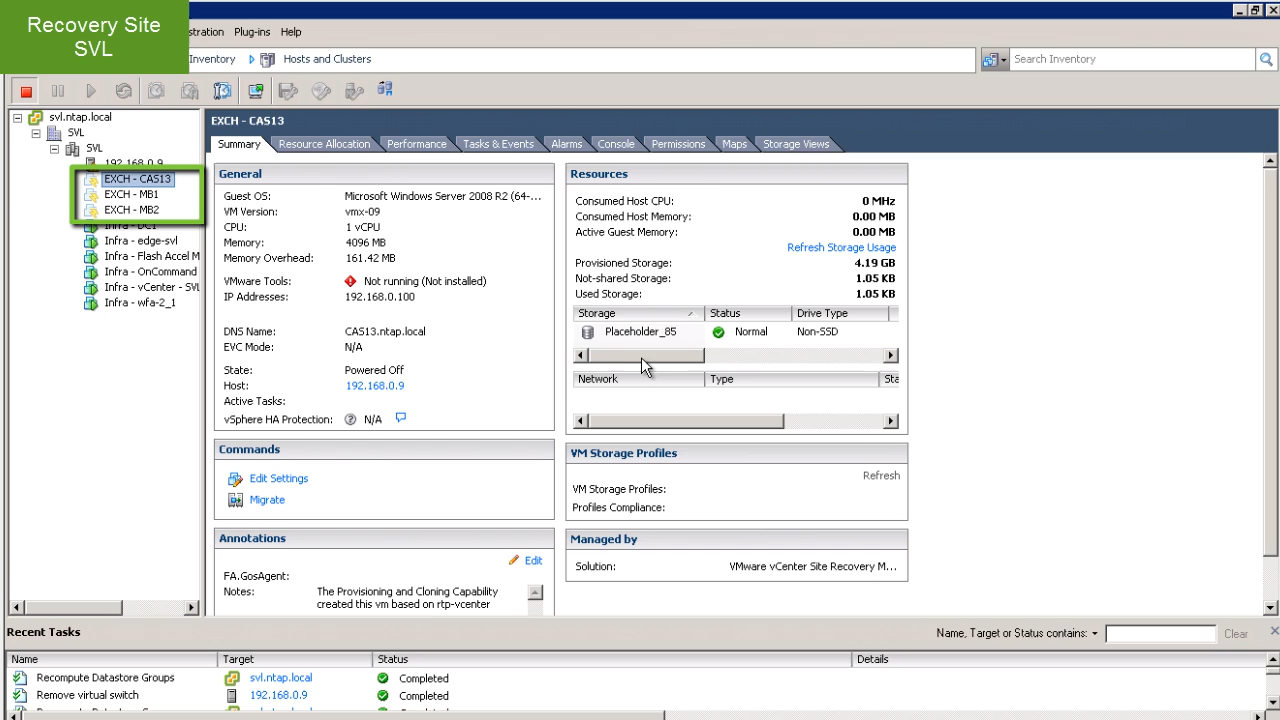 Recovery Site
SVL
istration Plug-ins Help
Inventory Hosts and Clusters
Search Inventory
svl.ntap.local
SVL
SVL
192.168.0.9
EXCH - CAS13
EXCH - MB1
EXCH - MB2
Infra - DC1
Infra - edge-svl
Infra - Flash Accel M
Infra - OnCommand
Infra - vCenter - SVL
Infra - wfa-2_1
EXCH - CAS13
Summary Resource Allocation Performance Tasks & Events Alarms Console Permissions Maps Storage Views
General
Guest OS: Microsoft Windows Server 2008 R2 (64-...
VM Version: vmx-09
CPU: 1 vCPU
Memory: 4096 MB
Memory Overhead: 161.42 MB
VMware Tools: Not running (Not installed)
IP Addresses: 192.168.0.100
DNS Name: CAS13.ntap.local
EVC Mode: N/A
State: Powered Off
Host: 192.168.0.9
Active Tasks:
vSphere HA Protection: N/A
Commands
Edit Settings
Migrate
Annotations
Edit
FA.GosAgent:
Notes: The Provisioning and Cloning Capability
created this vm based on rtp-vcenter
Resources
Consumed Host CPU: 0 MHz
Consumed Host Memory: 0.00 MB
Active Guest Memory: 0.00 MB
Refresh Storage Usage
Provisioned Storage: 4.19 GB
Not-shared Storage: 1.05 KB
Used Storage: 1.05 KB
Storage Status Drive Type
Placeholder_85 Normal Non-SSD
Network Type Sta
VM Storage Profiles
Refresh
VM Storage Profiles:
Profiles Compliance:
Managed by
Solution: VMware vCenter Site Recovery M...
Recent Tasks
Name, Target or Status contains: Clear
Name Target Status Details
Recompute Datastore Groups svl.ntap.local Completed
Remove virtual switch 192.168.0.9 Completed